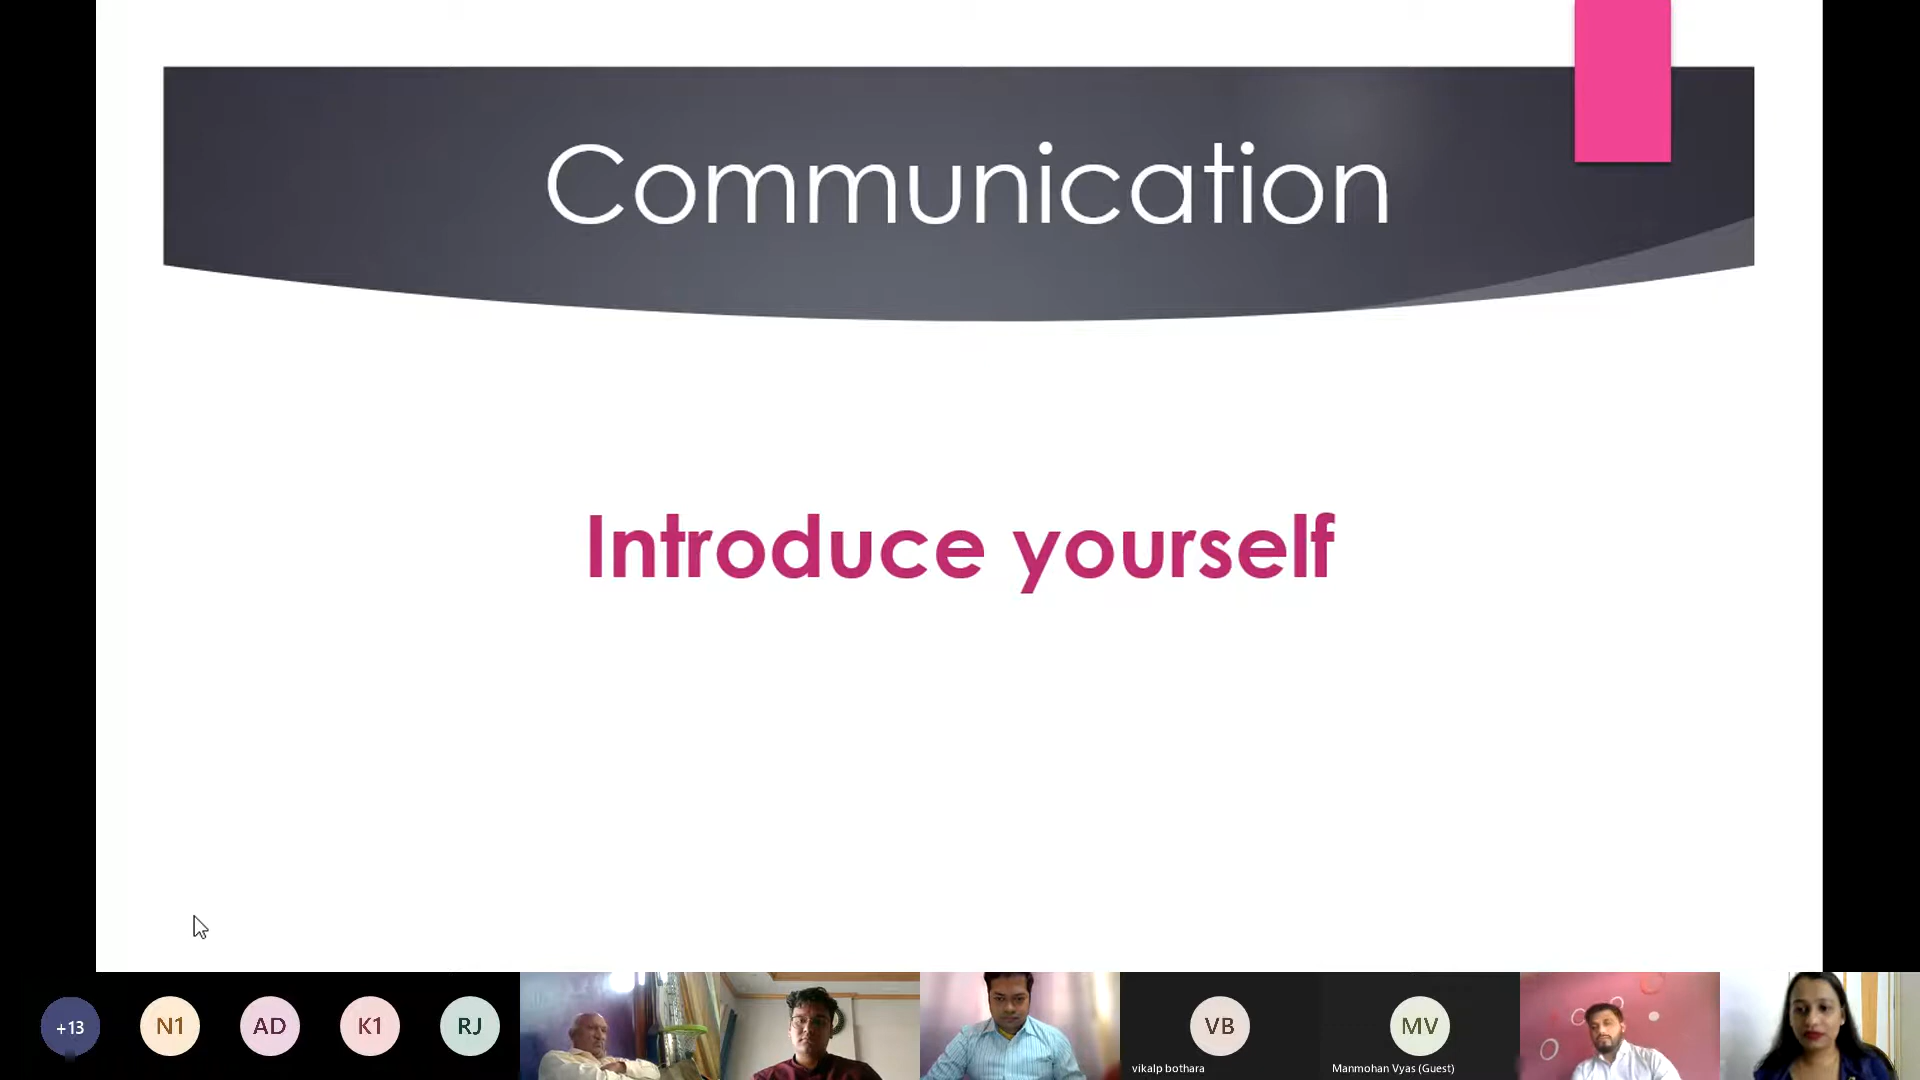 Communication
Introduce yourself
+13
N1
AD
K1
RJ
VB
MV
vikalp bothara
Manmohan Vyas (Guest)